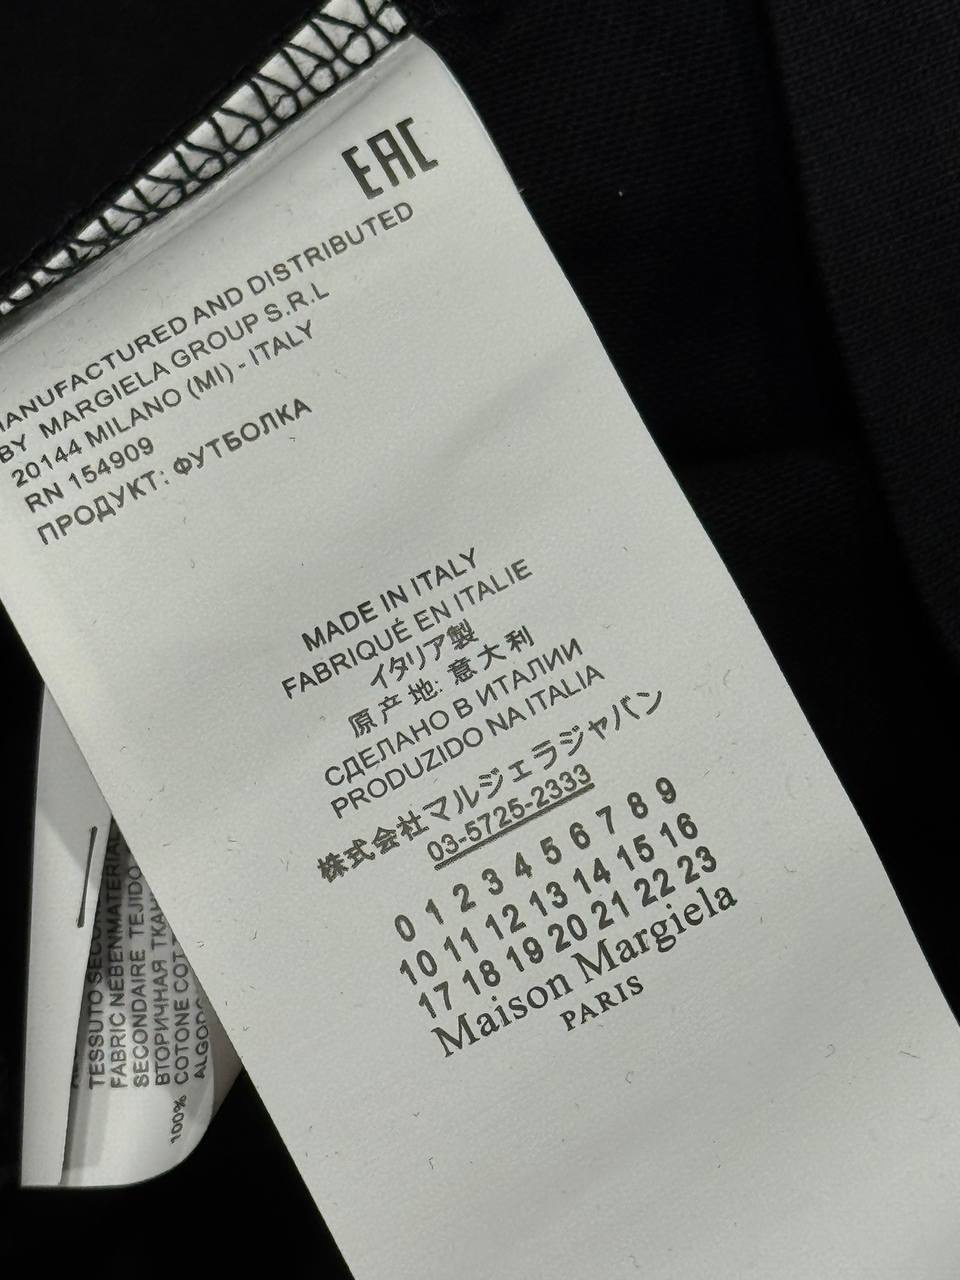 EAC
MANUFACTURED AND DISTRIBUTED
BY MARGIELA GROUP S.R.L
20144 MILANO (MI) - ITALY
RN 154909
ПРОДУКТ: ФУТБОЛКА
MADE IN ITALY
FABRIQUÉ EN ITALIE
イタリア製
原产地: 意大利
СДЕЛАНО В ИТАЛИИ
PRODUZIDO NA ITALIA
株式会社マルジェラジャパン
03-5725-2333
0 1 2 3 4 5 6 7 8 9
10 11 12 13 14 15 16
17 18 19 20 21 22 23
Maison Margiela
PARIS
TESSUTO
FABRIC NEBENMATERIAL
SECONDAIRE TEJIDO
ВТОРИЧНАЯ
COTONE
100%